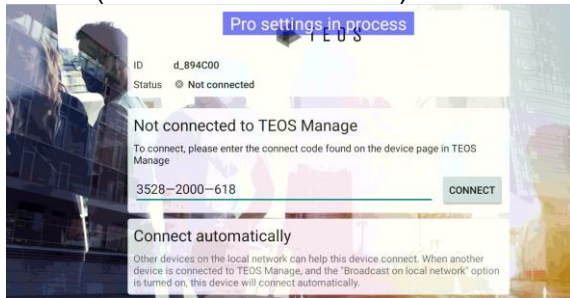 Pro settings in process
TEOS
ID d_894C00
Status Not connected
Not connected to TEOS Manage
To connect, please enter the connect code found on the device page in TEOS
Manage
3528–2000–618
CONNECT
Connect automatically
Other devices on the local network can help this device connect. When another
device is connected to TEOS Manage, and the "Broadcast on local network" option
is turned on, this device will connect automatically.